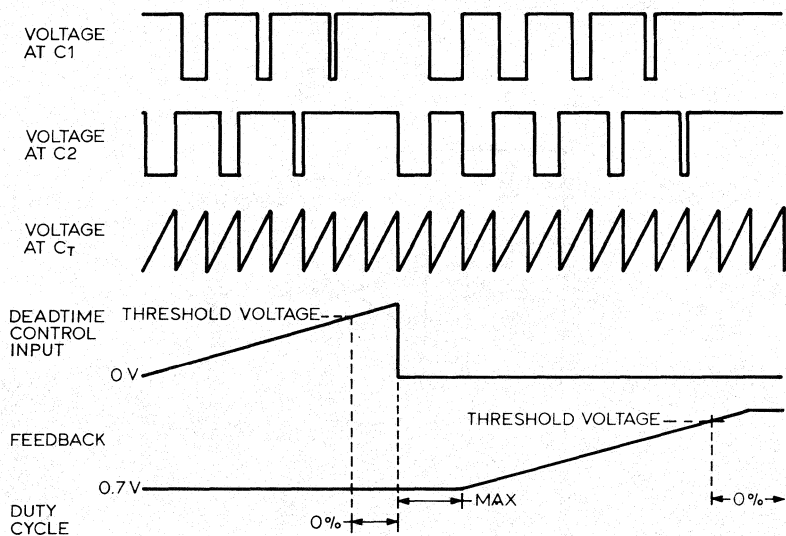 VOLTAGE
AT C1
VOLTAGE
AT C2
VOLTAGE
AT CT
DEADTIME
CONTROL
INPUT
THRESHOLD VOLTAGE
0 V
FEEDBACK
THRESHOLD VOLTAGE
0.7 V
DUTY
CYCLE
0%
MAX
0%